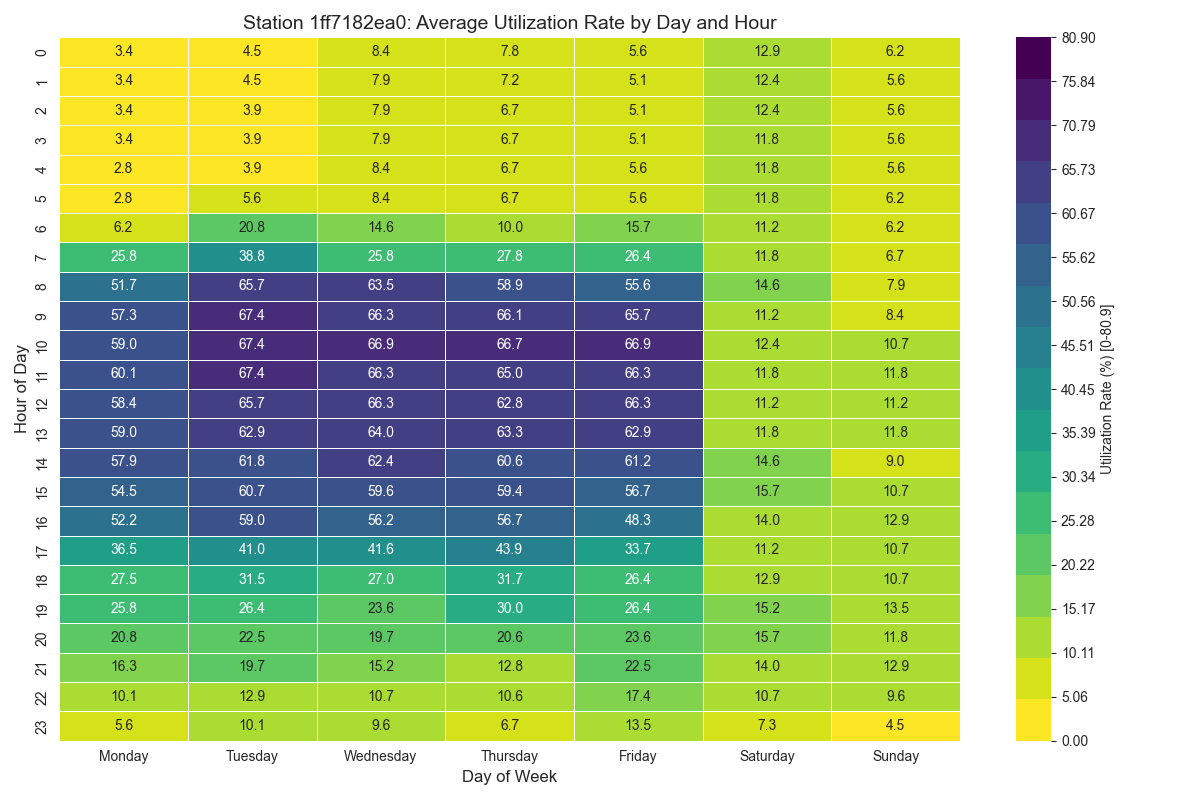 Station 1ff7182ea0: Average Utilization Rate by Day and Hour
0 3.4 4.5 8.4 7.8 5.6 12.9 6.2
1 3.4 4.5 7.9 7.2 5.1 12.4 5.6
2 3.4 3.9 7.9 6.7 5.1 12.4 5.6
3 3.4 3.9 7.9 6.7 5.1 11.8 5.6
4 2.8 3.9 8.4 6.7 5.6 11.8 5.6
5 2.8 5.6 8.4 6.7 5.6 11.8 6.2
6 6.2 20.8 14.6 10.0 15.7 11.2 6.2
7 25.8 38.8 25.8 27.8 26.4 11.8 6.7
8 51.7 65.7 63.5 58.9 55.6 14.6 7.9
9 57.3 67.4 66.3 66.1 65.7 11.2 8.4
10 59.0 67.4 66.9 66.7 66.9 12.4 10.7
11 60.1 67.4 66.3 65.0 66.3 11.8 11.8
12 58.4 65.7 66.3 62.8 66.3 11.2 11.2
13 59.0 62.9 64.0 63.3 62.9 11.8 11.8
14 57.9 61.8 62.4 60.6 61.2 14.6 9.0
15 54.5 60.7 59.6 59.4 56.7 15.7 10.7
16 52.2 59.0 56.2 56.7 48.3 14.0 12.9
17 36.5 41.0 41.6 43.9 33.7 11.2 10.7
18 27.5 31.5 27.0 31.7 26.4 12.9 10.7
19 25.8 26.4 23.6 30.0 26.4 15.2 13.5
20 20.8 22.5 19.7 20.6 23.6 15.7 11.8
21 16.3 19.7 15.2 12.8 22.5 14.0 12.9
22 10.1 12.9 10.7 10.6 17.4 10.7 9.6
23 5.6 10.1 9.6 6.7 13.5 7.3 4.5
Monday Tuesday Wednesday Thursday Friday Saturday Sunday
Day of Week
Hour of Day
80.90
75.84
70.79
65.73
60.67
55.62
50.56
45.51
40.45
35.39
30.34
25.28
20.22
15.17
10.11
5.06
0.00
Utilization Rate (%) [0-80.9]